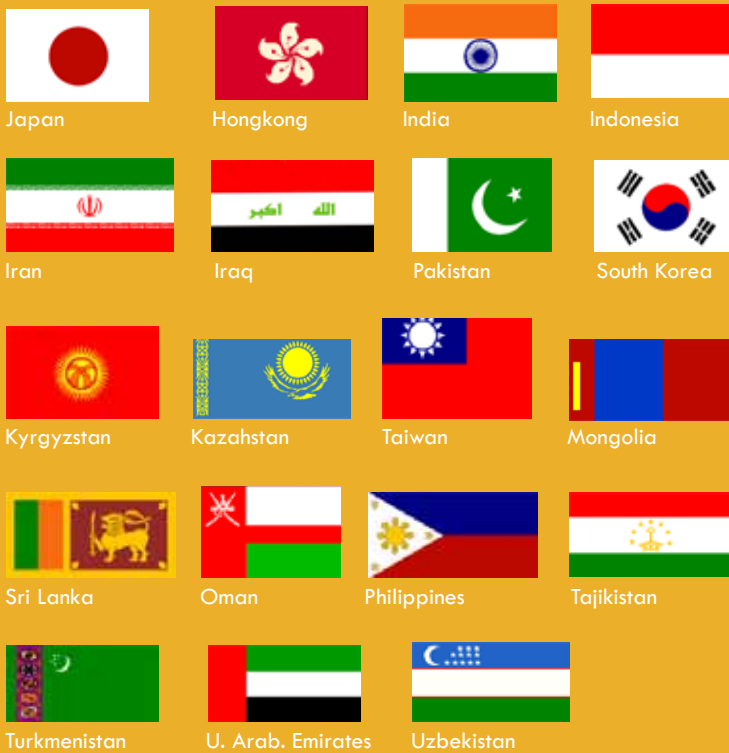 Japan
Hongkong
India
Indonesia
Iran
Iraq
Pakistan
South Korea
الله اكبر
Kyrgyzstan
Kazahstan
Taiwan
Mongolia
Sri Lanka
Oman
Philippines
Tajikistan
Turkmenistan
U. Arab. Emirates
Uzbekistan